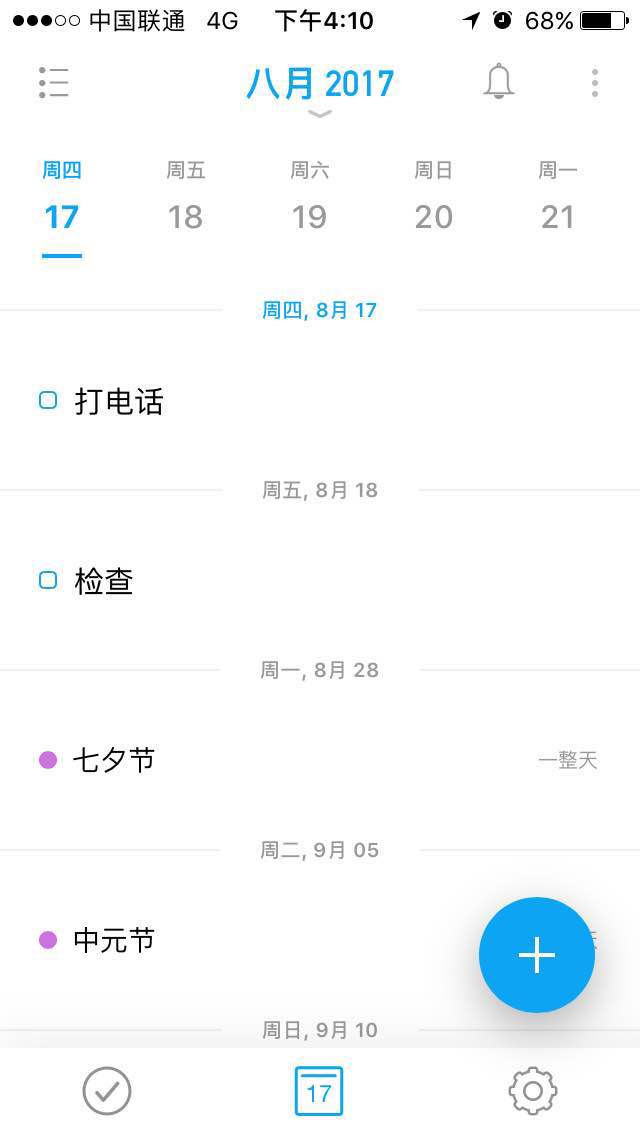 中国联通 4G 下午4:10 68%
八月 2017
周四 周五 周六 周日 周一
17 18 19 20 21
周四, 8月 17
打电话
周五, 8月 18
检查
周一, 8月 28
七夕节 一整天
周二, 9月 05
中元节
周日, 9月 10
17